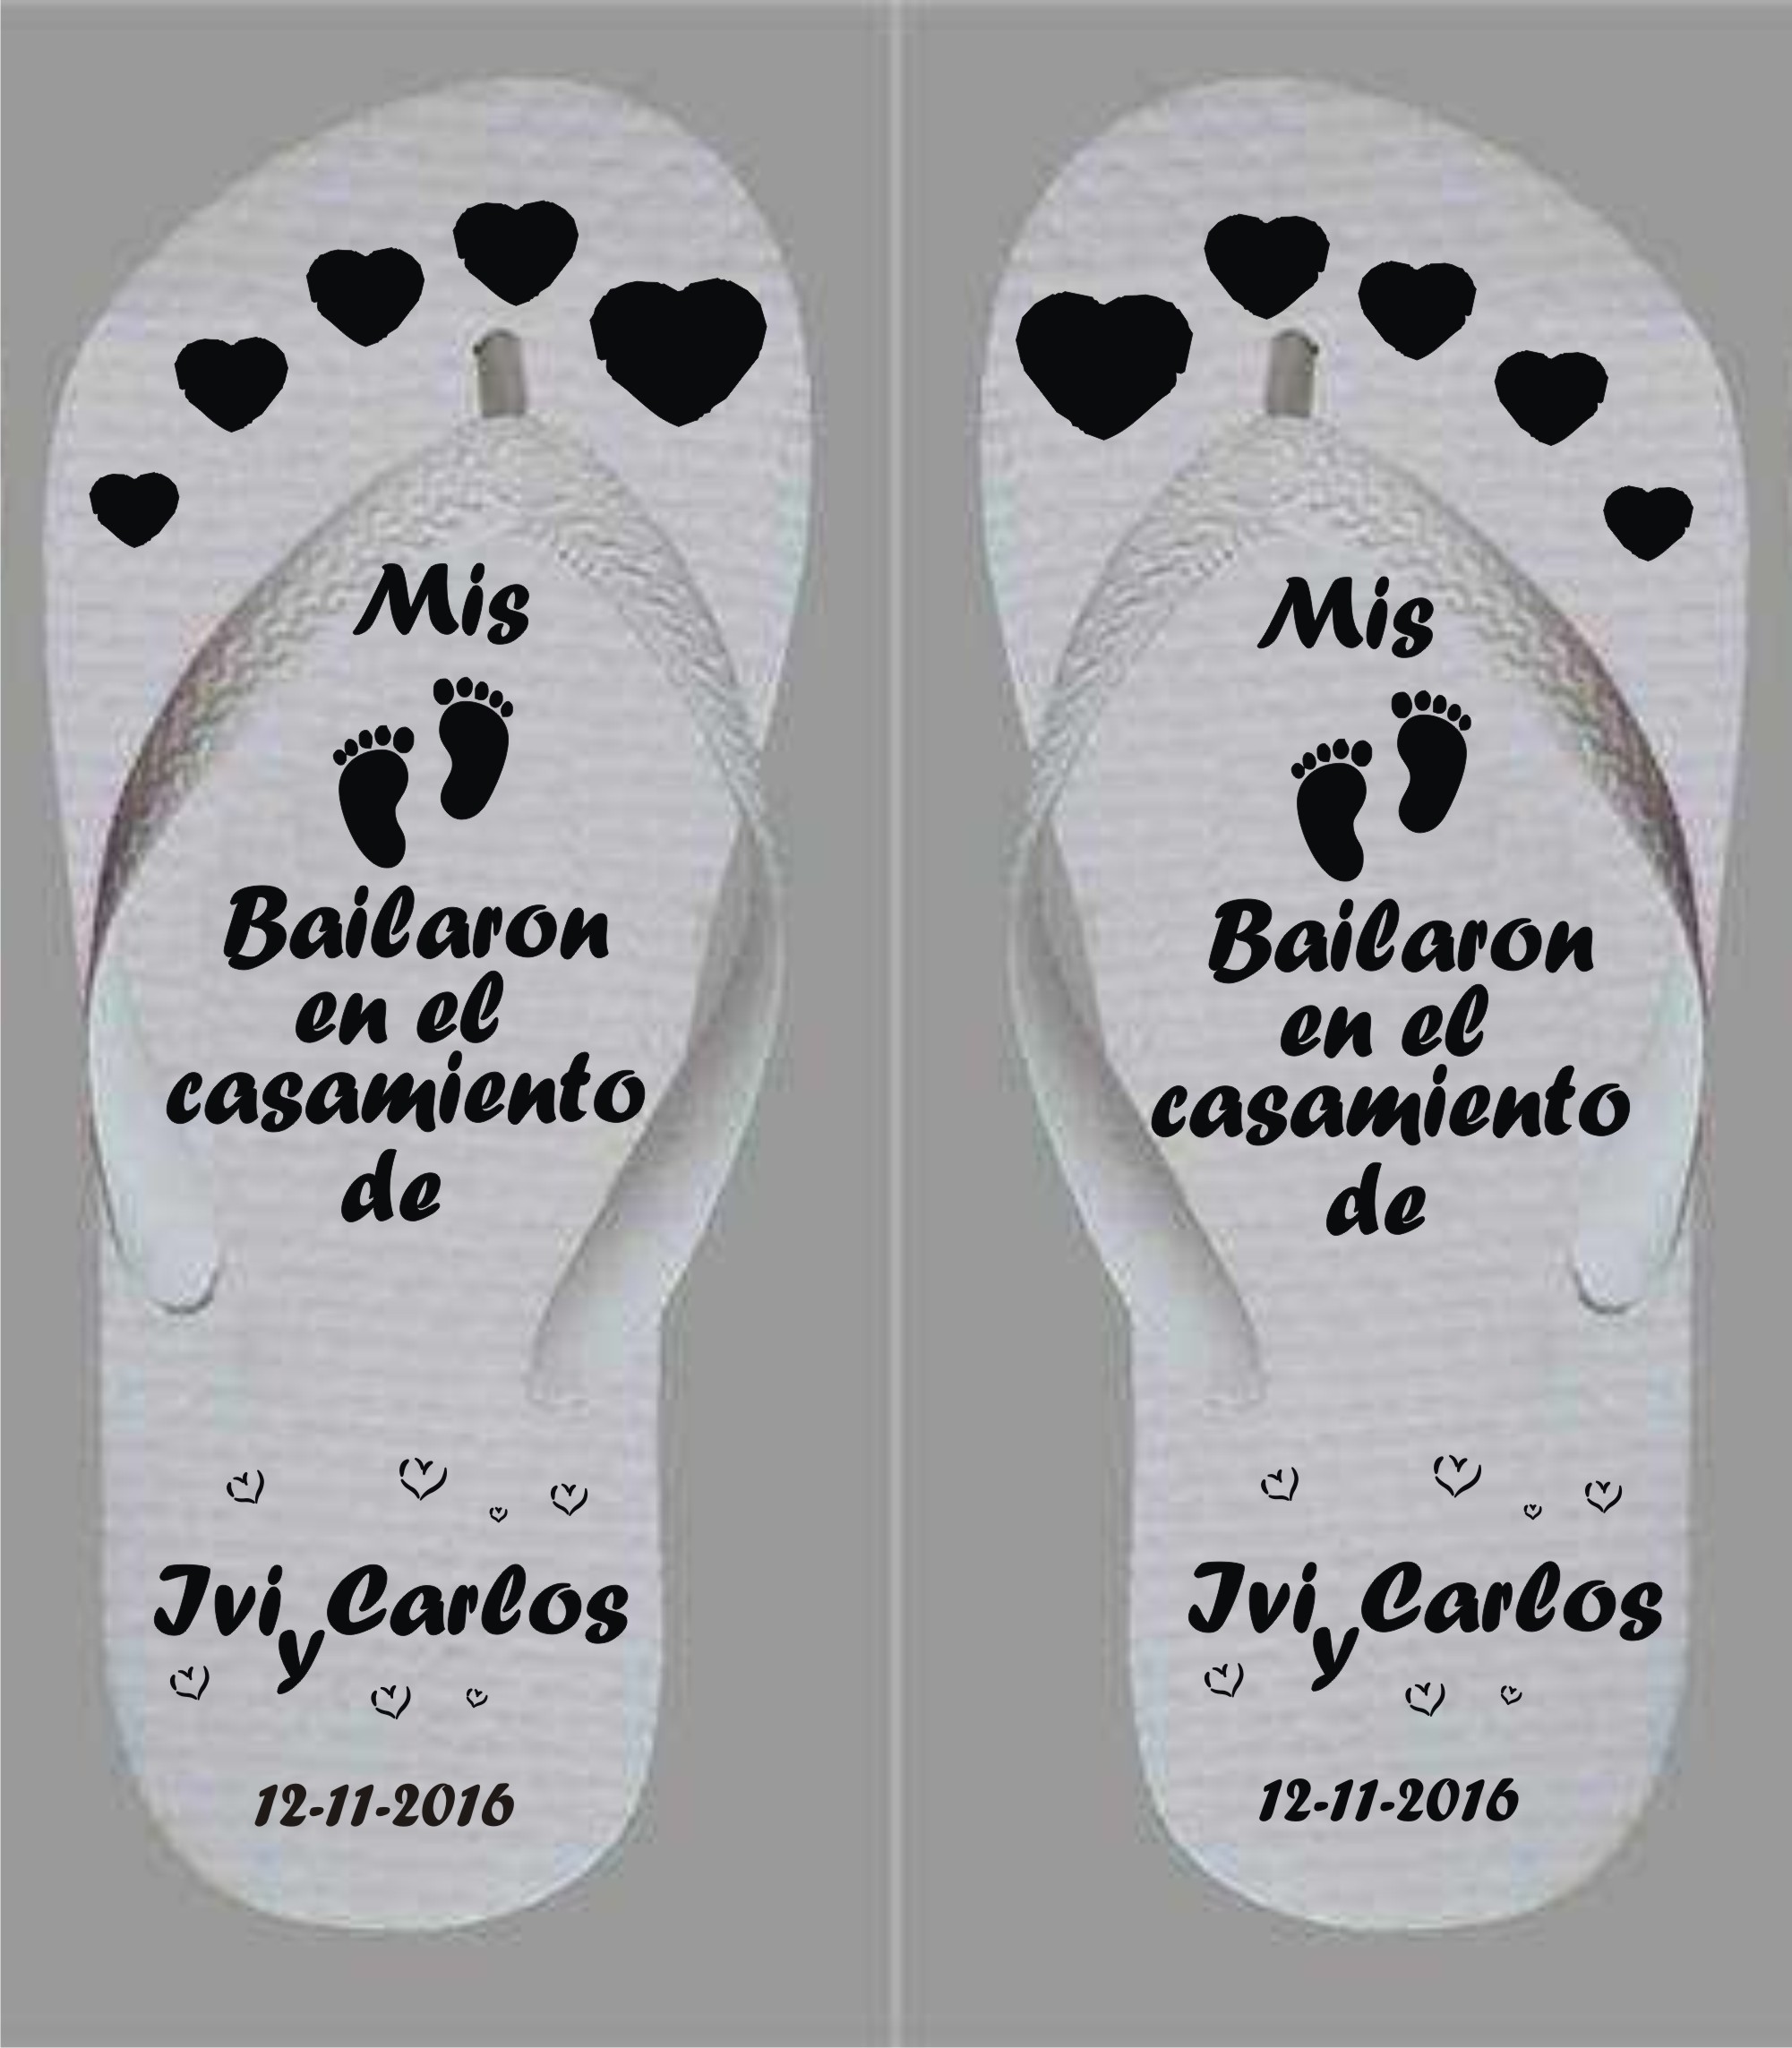 Mis
Bailaron
en el
casamiento
de
Ivi y Carlos
12-11-2016
Mis
Bailaron
en el
casamiento
de
Ivi y Carlos
12-11-2016